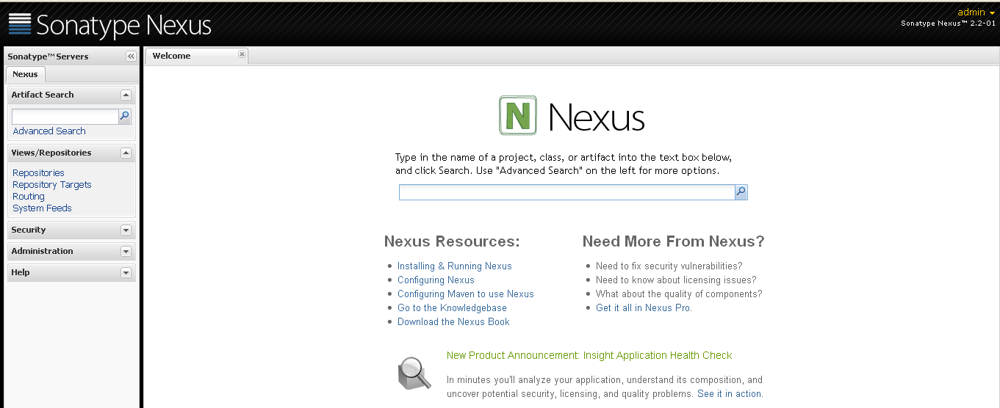 Sonatype Nexus
admin
Sonatype Nexus™ 2.2-01
Sonatype™ Servers
Nexus
Artifact Search
Advanced Search
Views/Repositories
Repositories
Repository Targets
Routing
System Feeds
Security
Administration
Help
Welcome
N Nexus
Type in the name of a project, class, or artifact into the text box below,
and click Search. Use "Advanced Search" on the left for more options.
Nexus Resources:
Installing & Running Nexus
Configuring Nexus
Configuring Maven to use Nexus
Go to the Knowledgebase
Download the Nexus Book
Need More From Nexus?
Need to fix security vulnerabilities?
Need to know about licensing issues?
What about the quality of components?
Get it all in Nexus Pro.
New Product Announcement: Insight Application Health Check
In minutes you'll analyze your application, understand its composition, and
uncover potential security, licensing, and quality problems. See it in action.